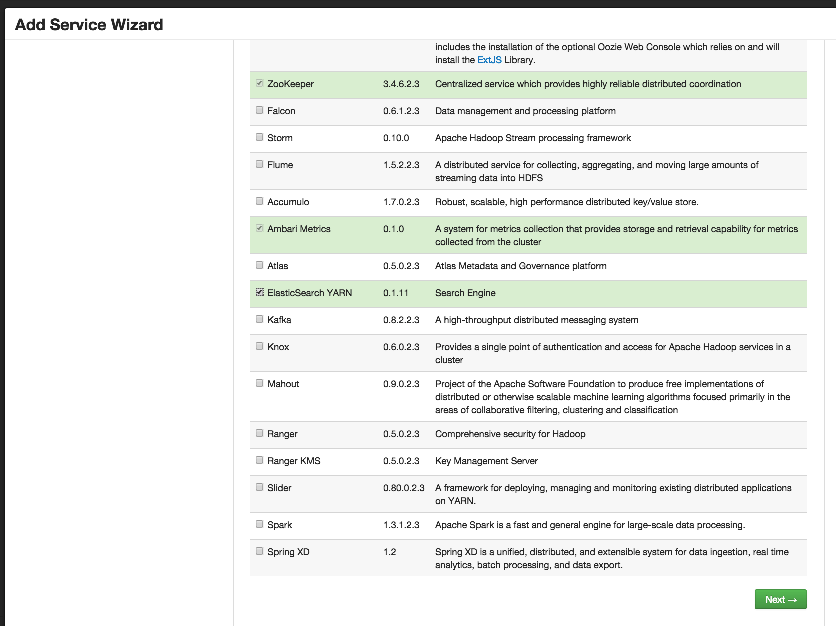 Add Service Wizard
includes the installation of the optional Oozie Web Console which relies on and will
install the ExtJS Library.
ZooKeeper 3.4.6.2.3 Centralized service which provides highly reliable distributed coordination
Falcon 0.6.1.2.3 Data management and processing platform
Storm 0.10.0 Apache Hadoop Stream processing framework
Flume 1.5.2.2.3 A distributed service for collecting, aggregating, and moving large amounts of
streaming data into HDFS
Accumulo 1.7.0.2.3 Robust, scalable, high performance distributed key/value store.
Ambari Metrics 0.1.0 A system for metrics collection that provides storage and retrieval capability for metrics
collected from the cluster
Atlas 0.5.0.2.3 Atlas Metadata and Governance platform
ElasticSearch YARN 0.1.11 Search Engine
Kafka 0.8.2.2.3 A high-throughput distributed messaging system
Knox 0.6.0.2.3 Provides a single point of authentication and access for Apache Hadoop services in a
cluster
Mahout 0.9.0.2.3 Project of the Apache Software Foundation to produce free implementations of
distributed or otherwise scalable machine learning algorithms focused primarily in the
areas of collaborative filtering, clustering and classification
Ranger 0.5.0.2.3 Comprehensive security for Hadoop
Ranger KMS 0.5.0.2.3 Key Management Server
Slider 0.80.0.2.3 A framework for deploying, managing and monitoring existing distributed applications
on YARN.
Spark 1.3.1.2.3 Apache Spark is a fast and general engine for large-scale data processing.
Spring XD 1.2 Spring XD is a unified, distributed, and extensible system for data ingestion, real time
analytics, batch processing, and data export.
Next →